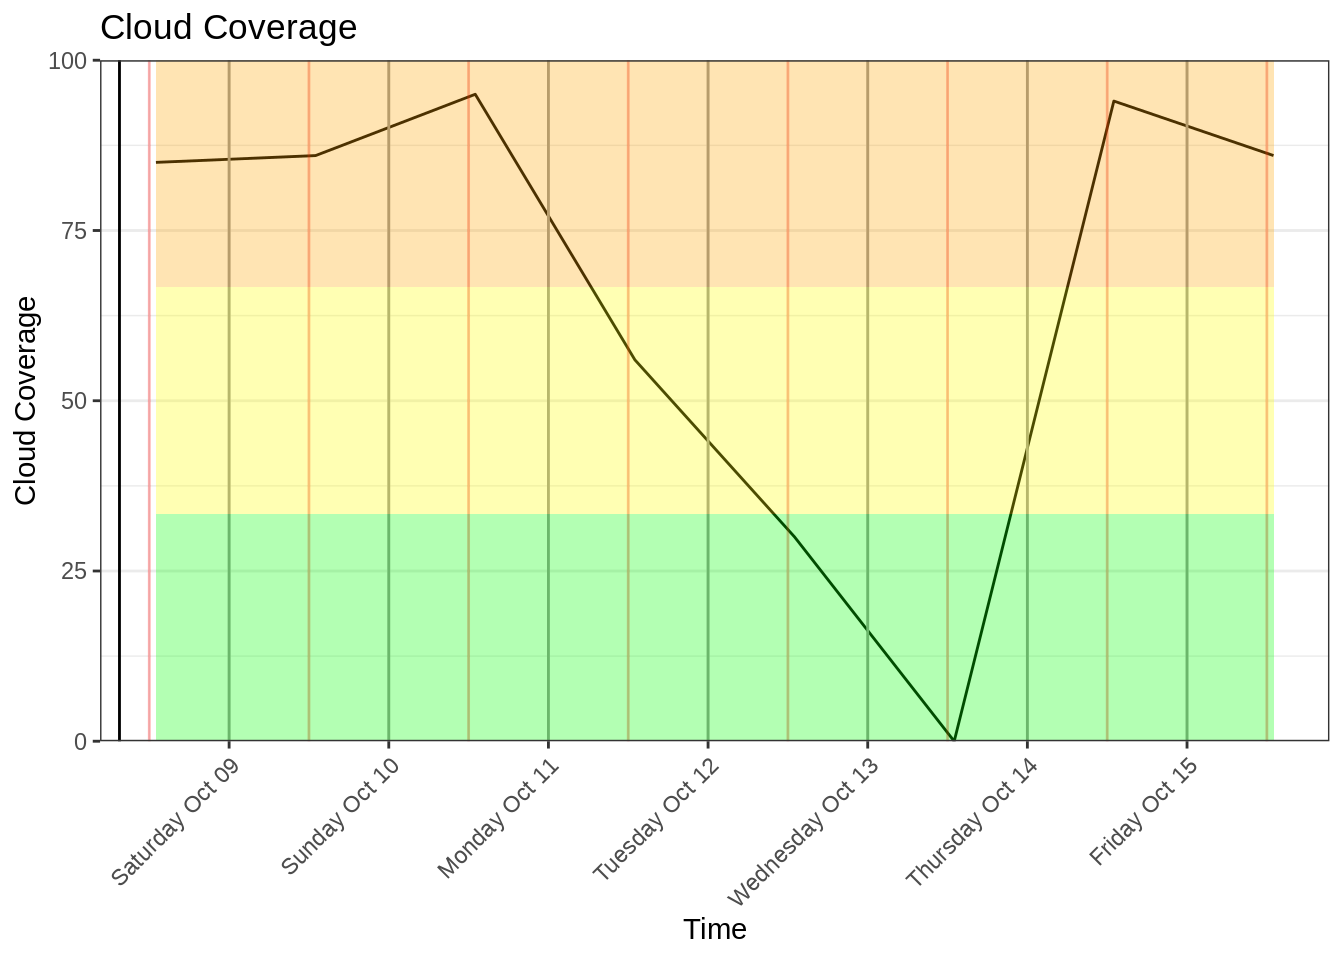 Cloud Coverage
100
75
50
25
0
Cloud Coverage
Saturday Oct 09
Sunday Oct 10
Monday Oct 11
Tuesday Oct 12
Wednesday Oct 13
Thursday Oct 14
Friday Oct 15
Time